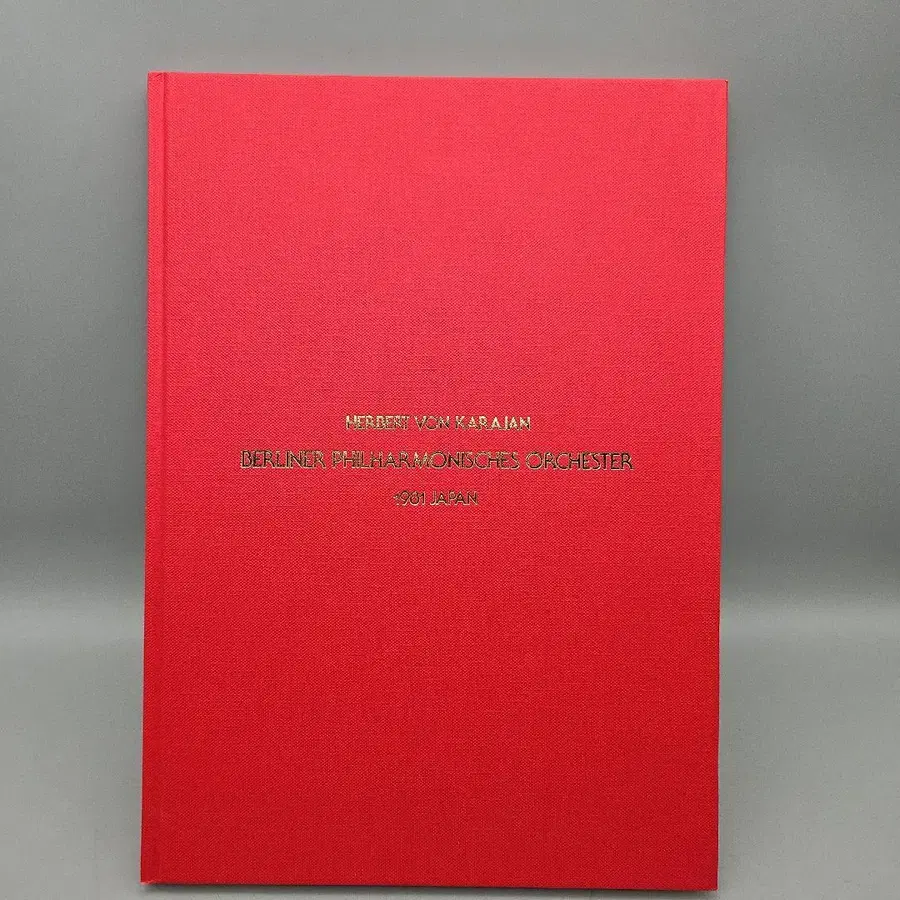 HERBERT VON KARAJAN
BERLINER PHILHARMONISCHES ORCHESTER
1981 JAPAN